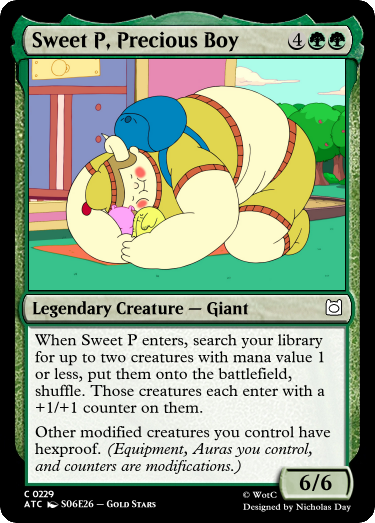 Sweet P, Precious Boy 4
Legendary Creature — Giant
When Sweet P enters, search your library
for up to two creatures with mana value 1
or less, put them onto the battlefield,
shuffle. Those creatures each enter with a
+1/+1 counter on them.
Other modified creatures you control have
hexproof. (Equipment, Auras you control,
and counters are modifications.)
6/6
C 0229
ATC S06E26 – Gold Stars
© WotC
Designed by Nicholas Day